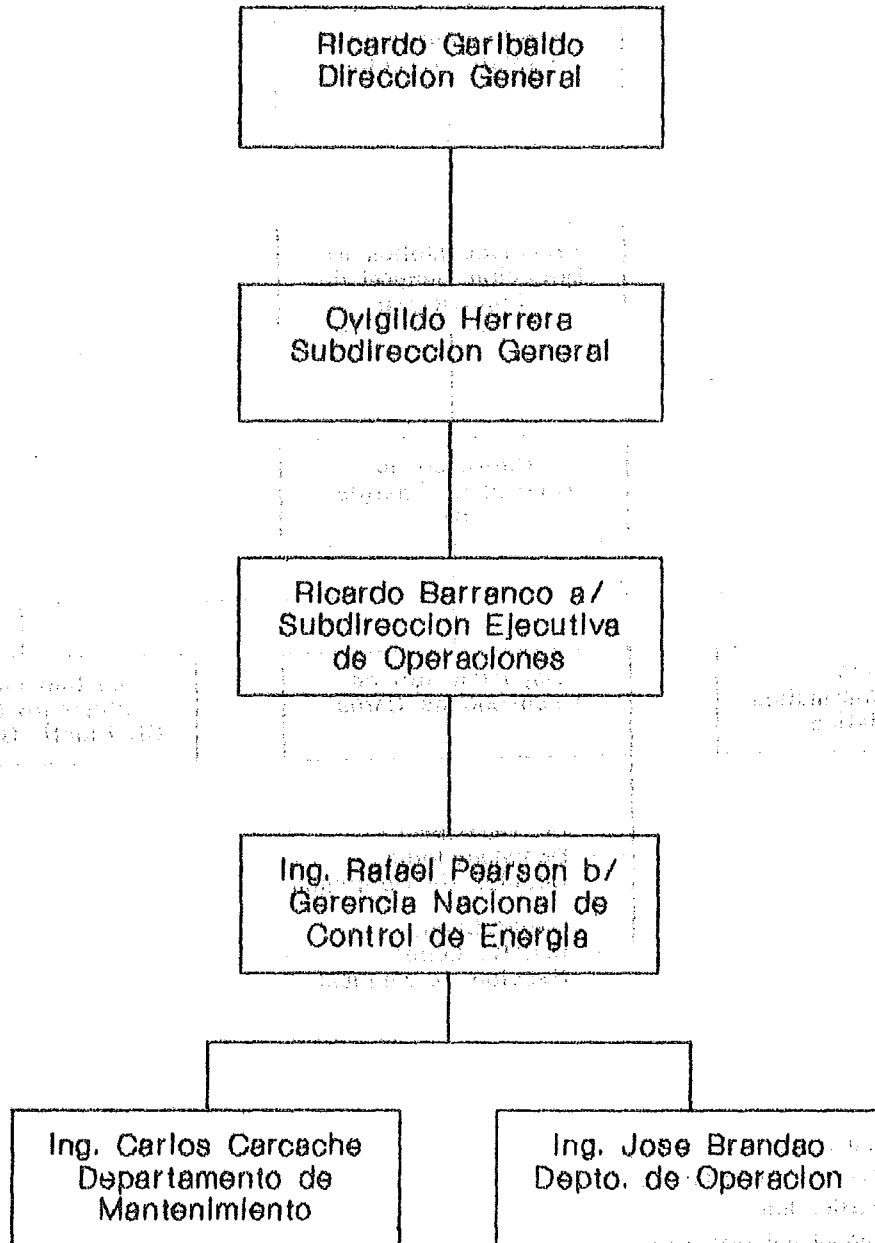 Ricardo Garibaldo
Direccion General
Ovigildo Herrera
Subdireccion General
Ricardo Barranco a/
Subdireccion Ejecutiva
de Operaciones
Ing. Rafael Pearson b/
Gerencia Nacional de
Control de Energia
Ing. Carlos Carcache
Departamento de
Mantenimiento
Ing. Jose Brandao
Depto. de Operacion